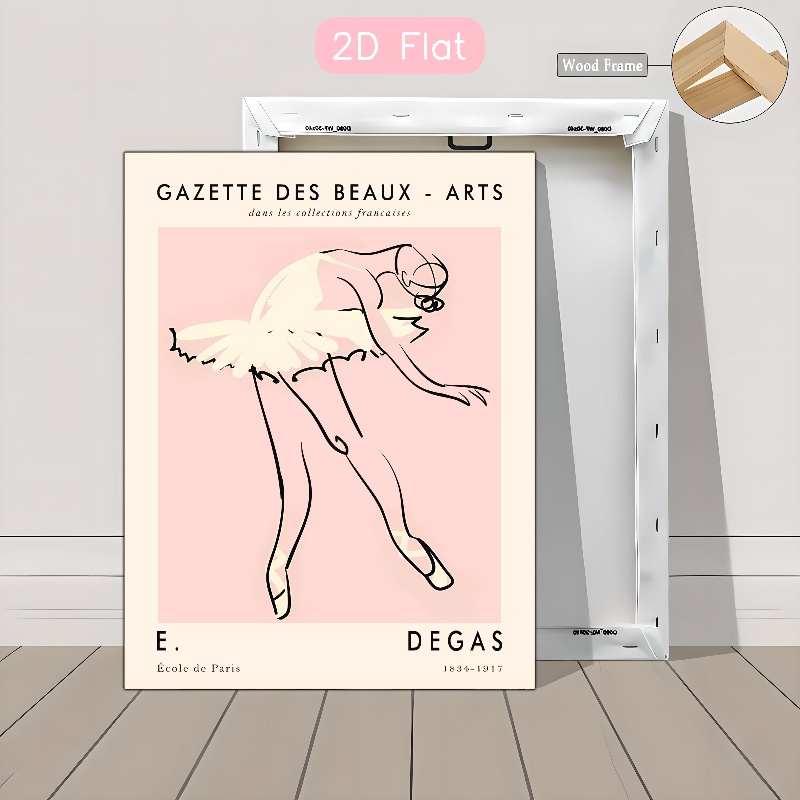 2D Flat
Wood Frame
GAZETTE DES BEAUX - ARTS
dans les collections francaises
E. DEGAS
École de Paris 1834-1917